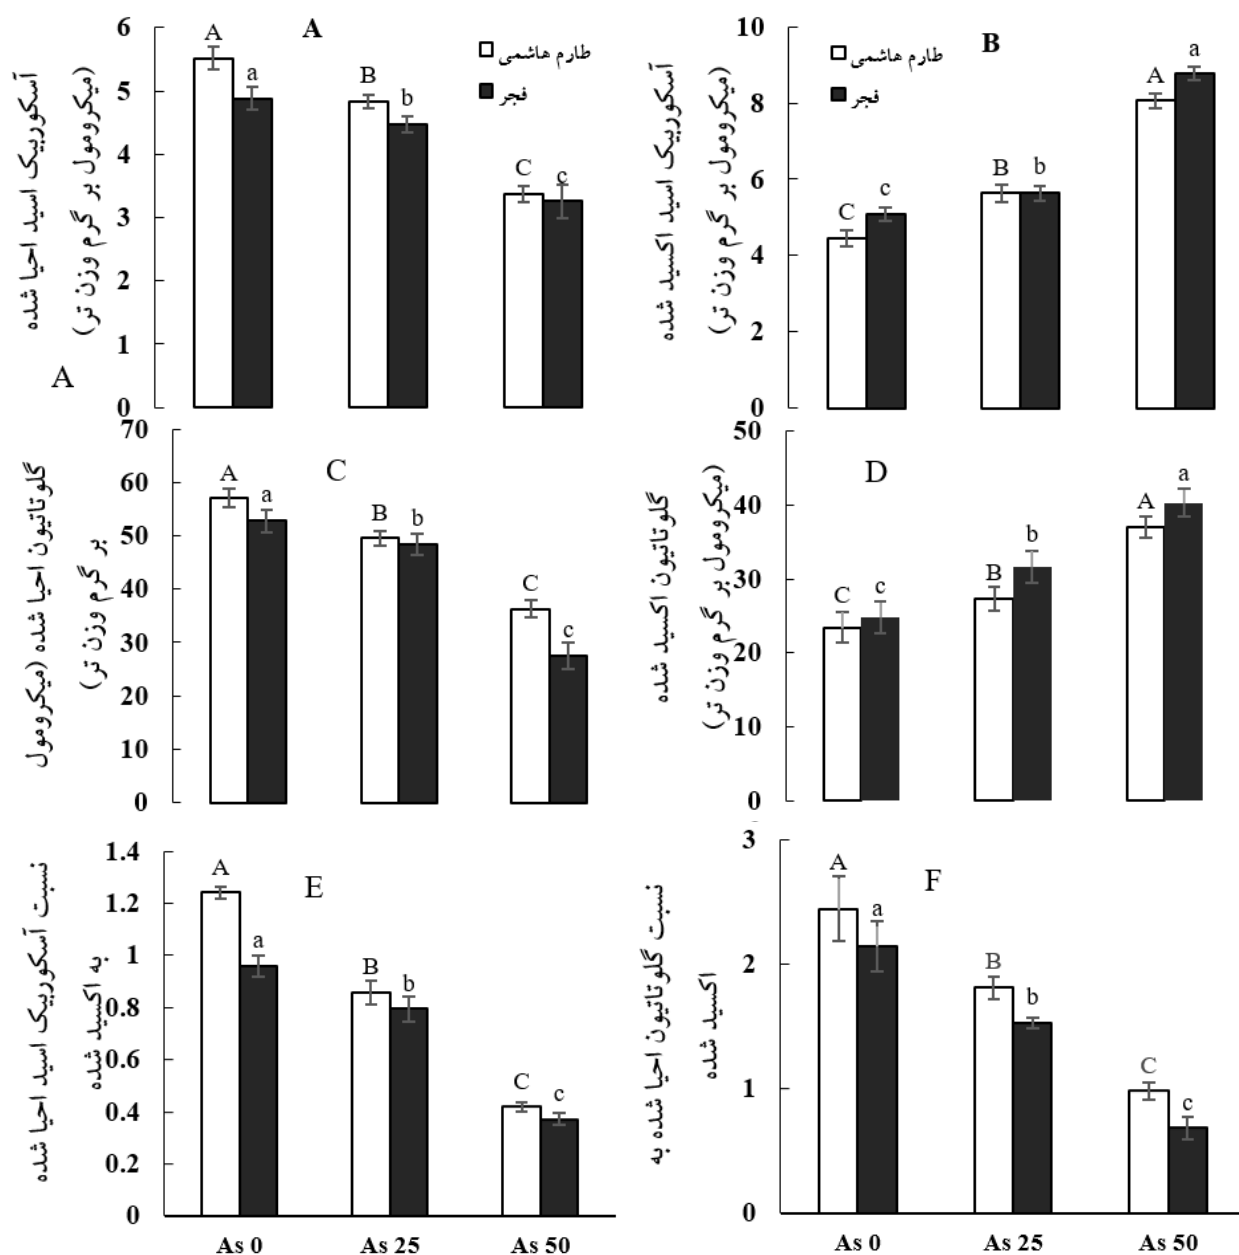 آسکوربیک اسید احیا شده
(میکرومول بر گرم وزن تر)
A
6
5
4
3
2
1
0
A
طارم هاشمی
فجر
A
a
B
b
C
c
آسکوربیک اسید اکسید شده
(میکرومول بر گرم وزن تر)
10
8
6
4
2
0
B
طارم هاشمی
فجر
C
c
B
b
A
a
گلوتاتیون احیا شده (میکرومول
بر گرم وزن تر)
70
60
50
40
30
20
10
0
C
A
a
B
b
C
c
گلوتاتیون اکسید شده
(میکرومول بر گرم وزن تر)
50
40
30
20
10
0
D
C
c
B
b
A
a
نسبت آسکوربیک اسید احیا شده
به اکسید شده
1.4
1.2
1
0.8
0.6
0.4
0.2
0
E
A
a
B
b
C
c
As 0
As 25
As 50
نسبت گلوتاتیون احیا شده به
اکسید شده
3
2
1
0
F
A
a
B
b
C
c
As 0
As 25
As 50